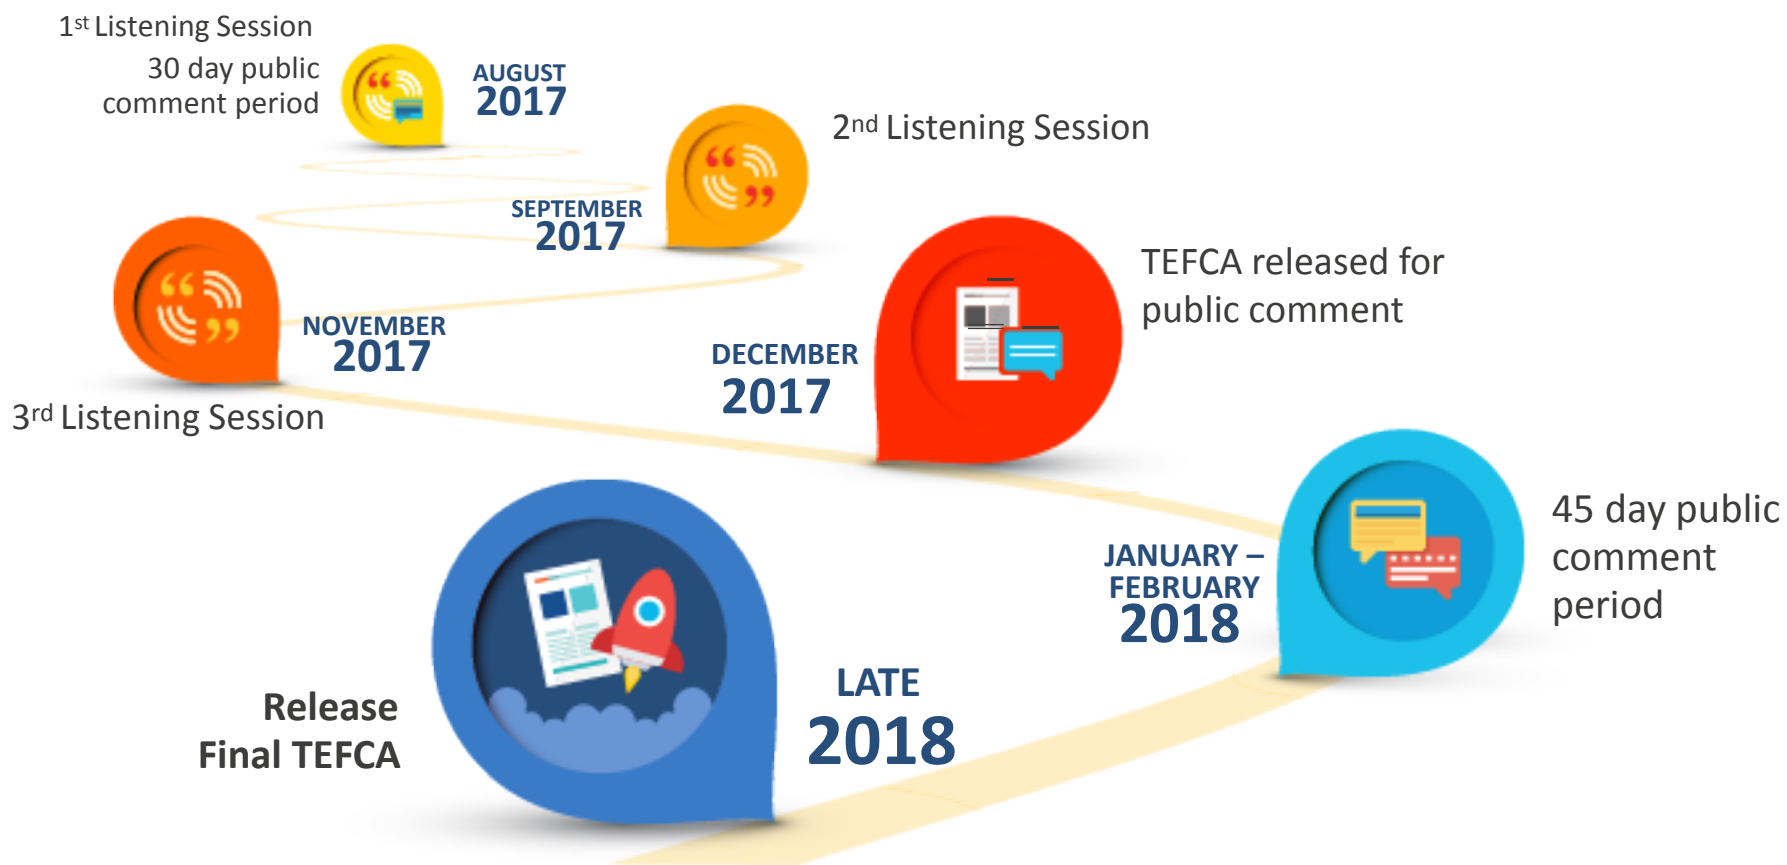 1st Listening Session
30 day public
comment period
AUGUST
2017
2nd Listening Session
SEPTEMBER
2017
NOVEMBER
2017
3rd Listening Session
TEFCA released for
public comment
DECEMBER
2017
JANUARY –
FEBRUARY
2018
45 day public
comment
period
Release
Final TEFCA
LATE
2018